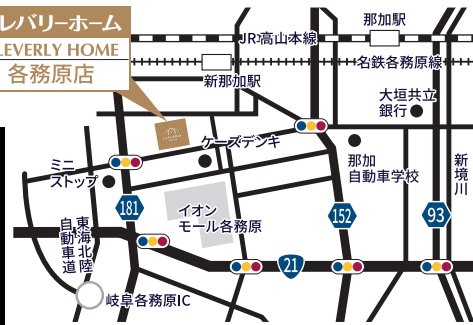 レバリーホーム
LEVERLY HOME
各務原店
那加駅
JR高山本線
名鉄各務原線
新那加駅
大垣共立
銀行
ケーズデンキ
ミニ
ストップ
那加
自動車学校
新境川
181
イオン
モール各務原
152
93
東海北陸
自動車道
21
岐阜各務原IC